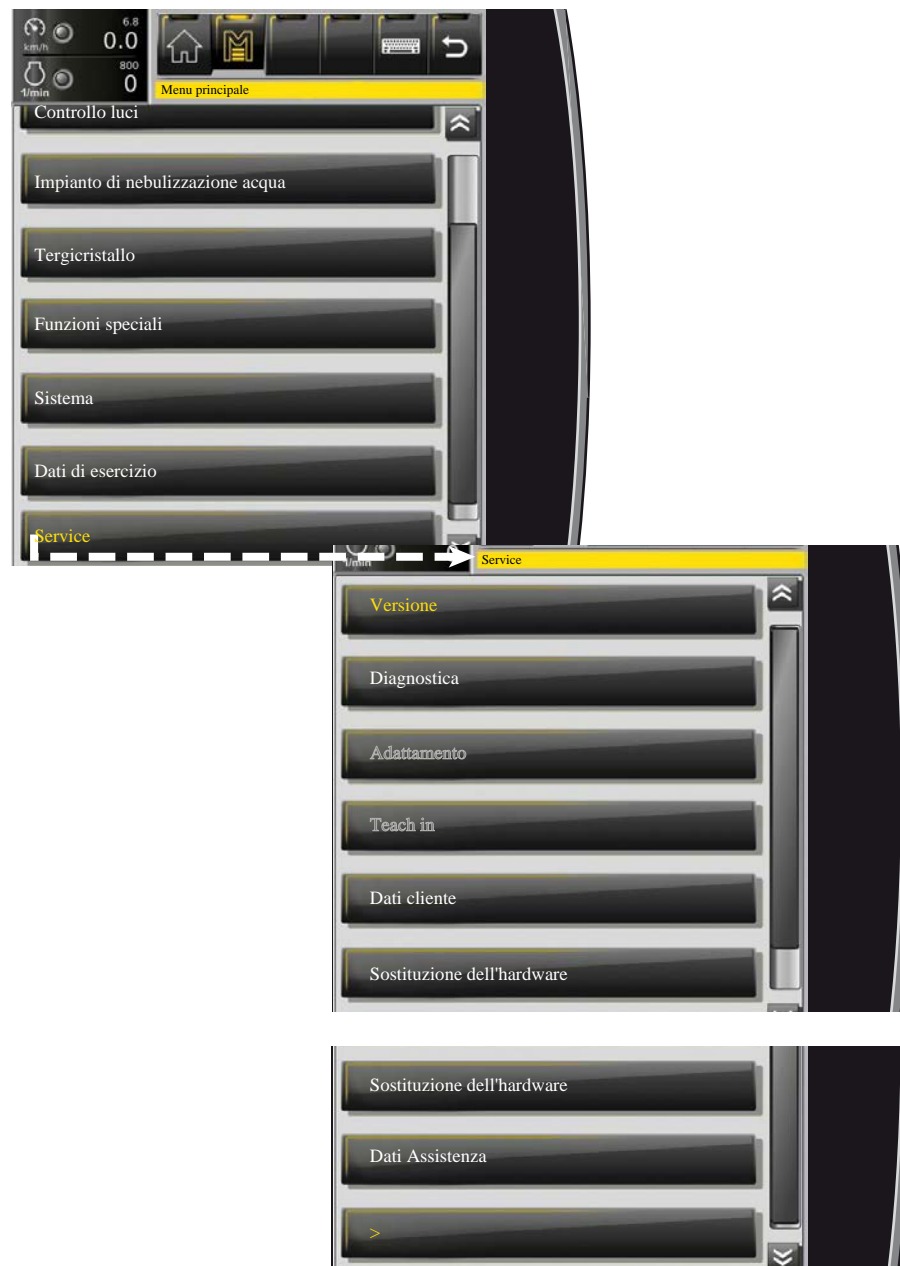 6.8
km/h 0.0
800
1/min 0
Menu principale
Controllo luci
Impianto di nebulizzazione acqua
Tergicristallo
Funzioni speciali
Sistema
Dati di esercizio
Service
1/min
Service
Versione
Diagnostica
Adattamento
Teach in
Dati cliente
Sostituzione dell'hardware
Sostituzione dell'hardware
Dati Assistenza
>